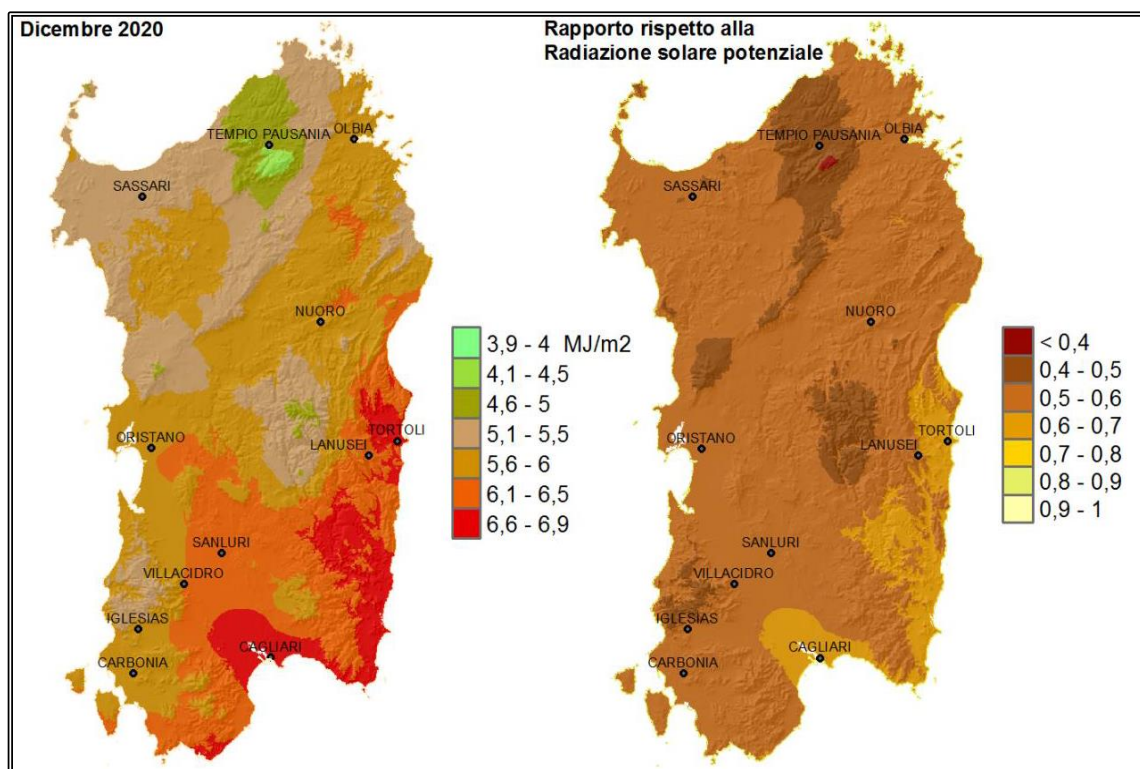 Dicembre 2020
TEMPIO PAUSANIA
OLBIA
SASSARI
NUORO
ORISTANO
TORTOLI
LANUSEI
SANLURI
VILLACIDRO
IGLESIAS
CAGLIARI
CARBONIA
3,9 - 4 MJ/m2
4,1 - 4,5
4,6 - 5
5,1 - 5,5
5,6 - 6
6,1 - 6,5
6,6 - 6,9
Rapporto rispetto alla
Radiazione solare potenziale
TEMPIO PAUSANIA
OLBIA
SASSARI
NUORO
ORISTANO
TORTOLI
LANUSEI
SANLURI
VILLACIDRO
IGLESIAS
CAGLIARI
CARBONIA
< 0,4
0,4 - 0,5
0,5 - 0,6
0,6 - 0,7
0,7 - 0,8
0,8 - 0,9
0,9 - 1